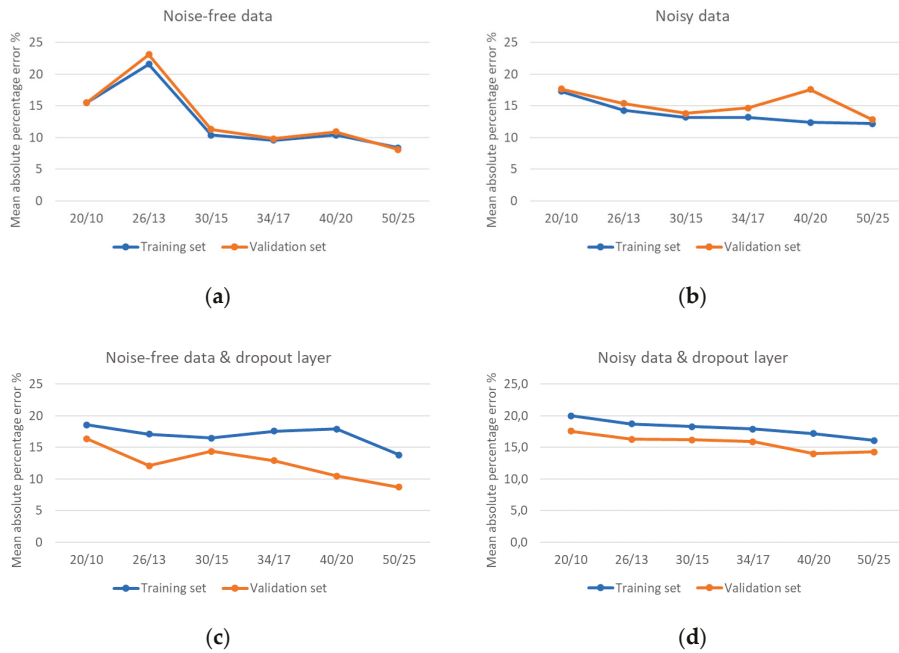 Noise-free data
Mean absolute percentage error %
25
20
15
10
5
0
20/10 26/13 30/15 34/17 40/20 50/25
Training set Validation set
(a)
Noisy data
Mean absolute percentage error %
25
20
15
10
5
0
20/10 26/13 30/15 34/17 40/20 50/25
Training set Validation set
(b)
Noise-free data & dropout layer
Mean absolute percentage error %
25
20
15
10
5
0
20/10 26/13 30/15 34/17 40/20 50/25
Training set Validation set
(c)
Noisy data & dropout layer
Mean absolute percentage error %
25,0
20,0
15,0
10,0
5,0
0,0
20/10 26/13 30/15 34/17 40/20 50/25
Training set Validation set
(d)